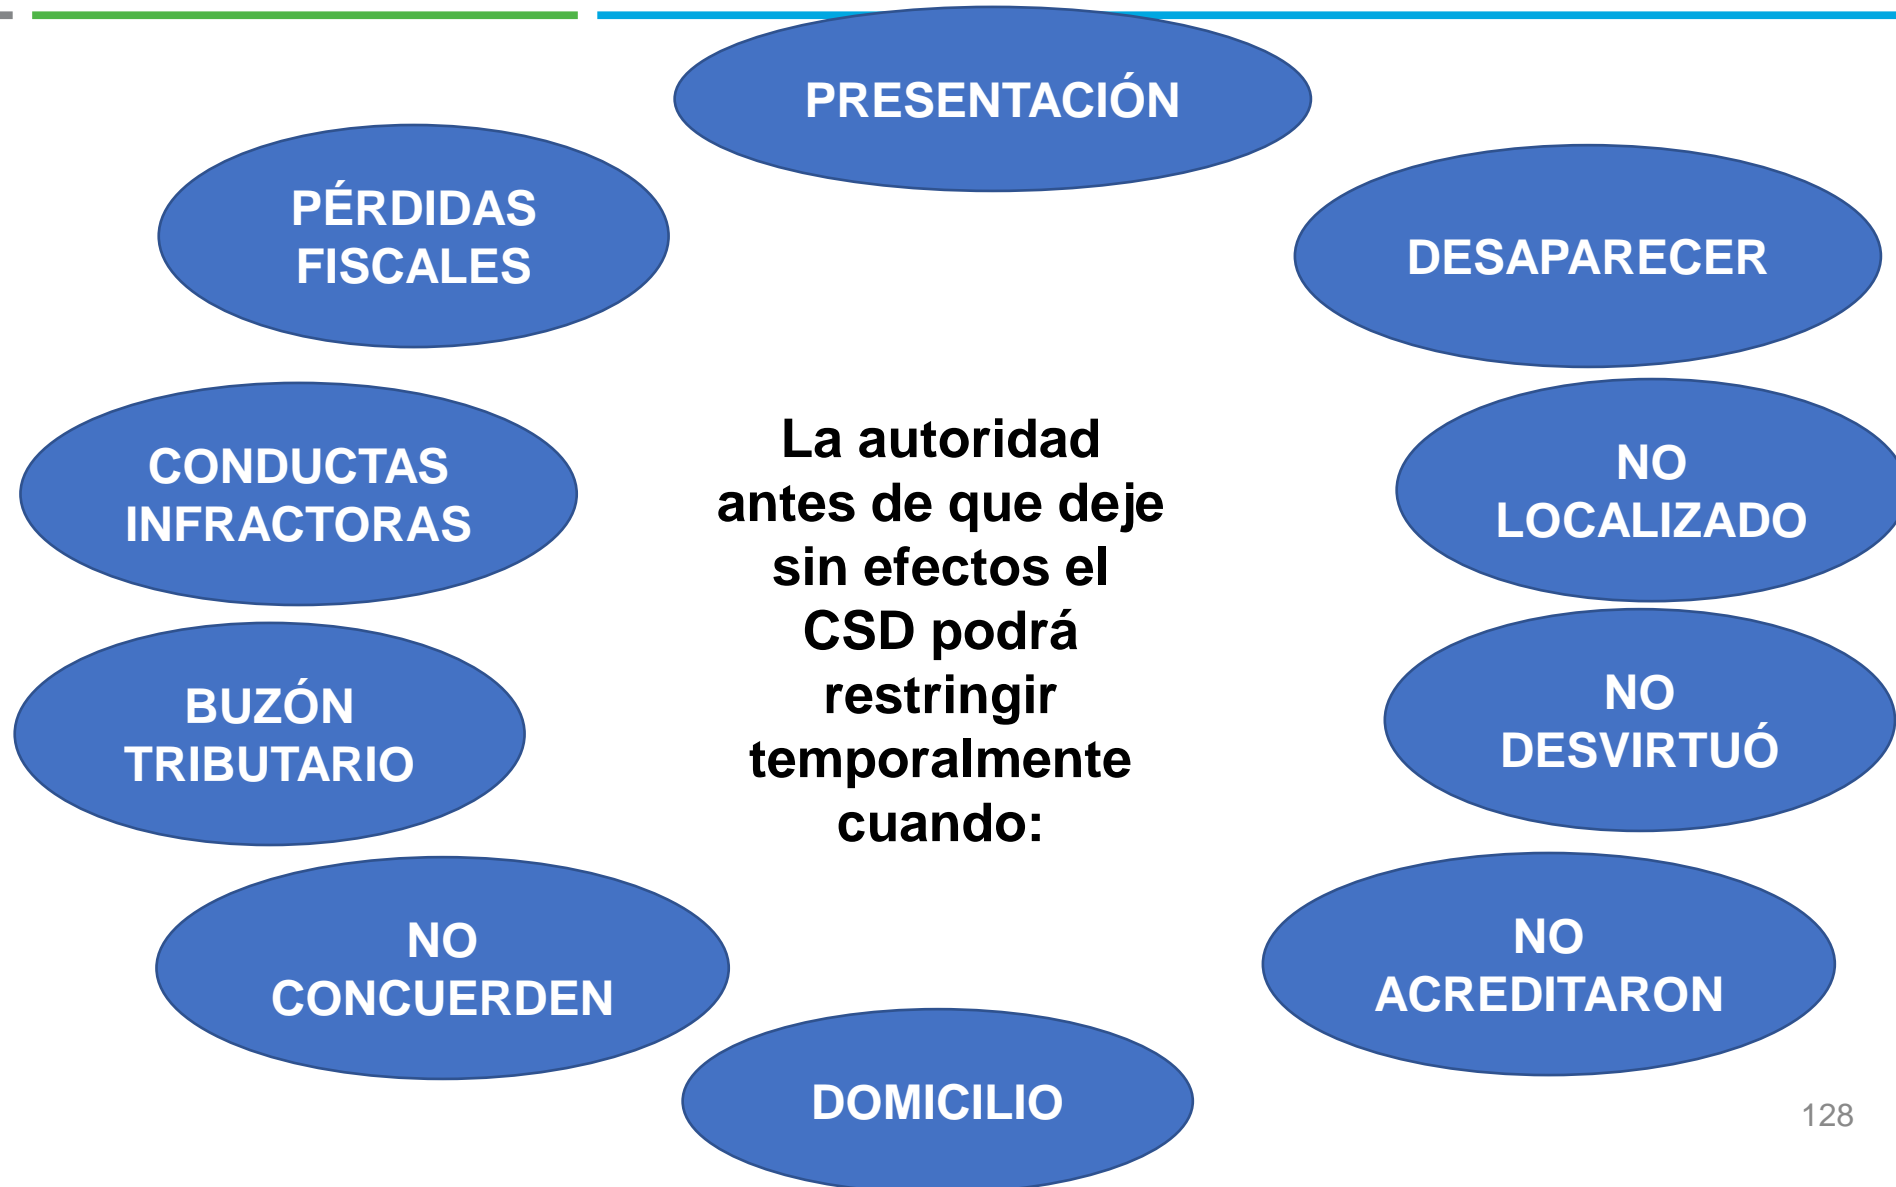 PRESENTACIÓN
PÉRDIDAS
FISCALES
DESAPARECER
CONDUCTAS
INFRACTORAS
La autoridad
antes de que deje
sin efectos el
CSD podrá
restringir
temporalmente
cuando:
NO
LOCALIZADO
BUZÓN
TRIBUTARIO
NO
DESVIRTUÓ
NO
CONCUERDEN
NO
ACREDITARON
DOMICILIO
128